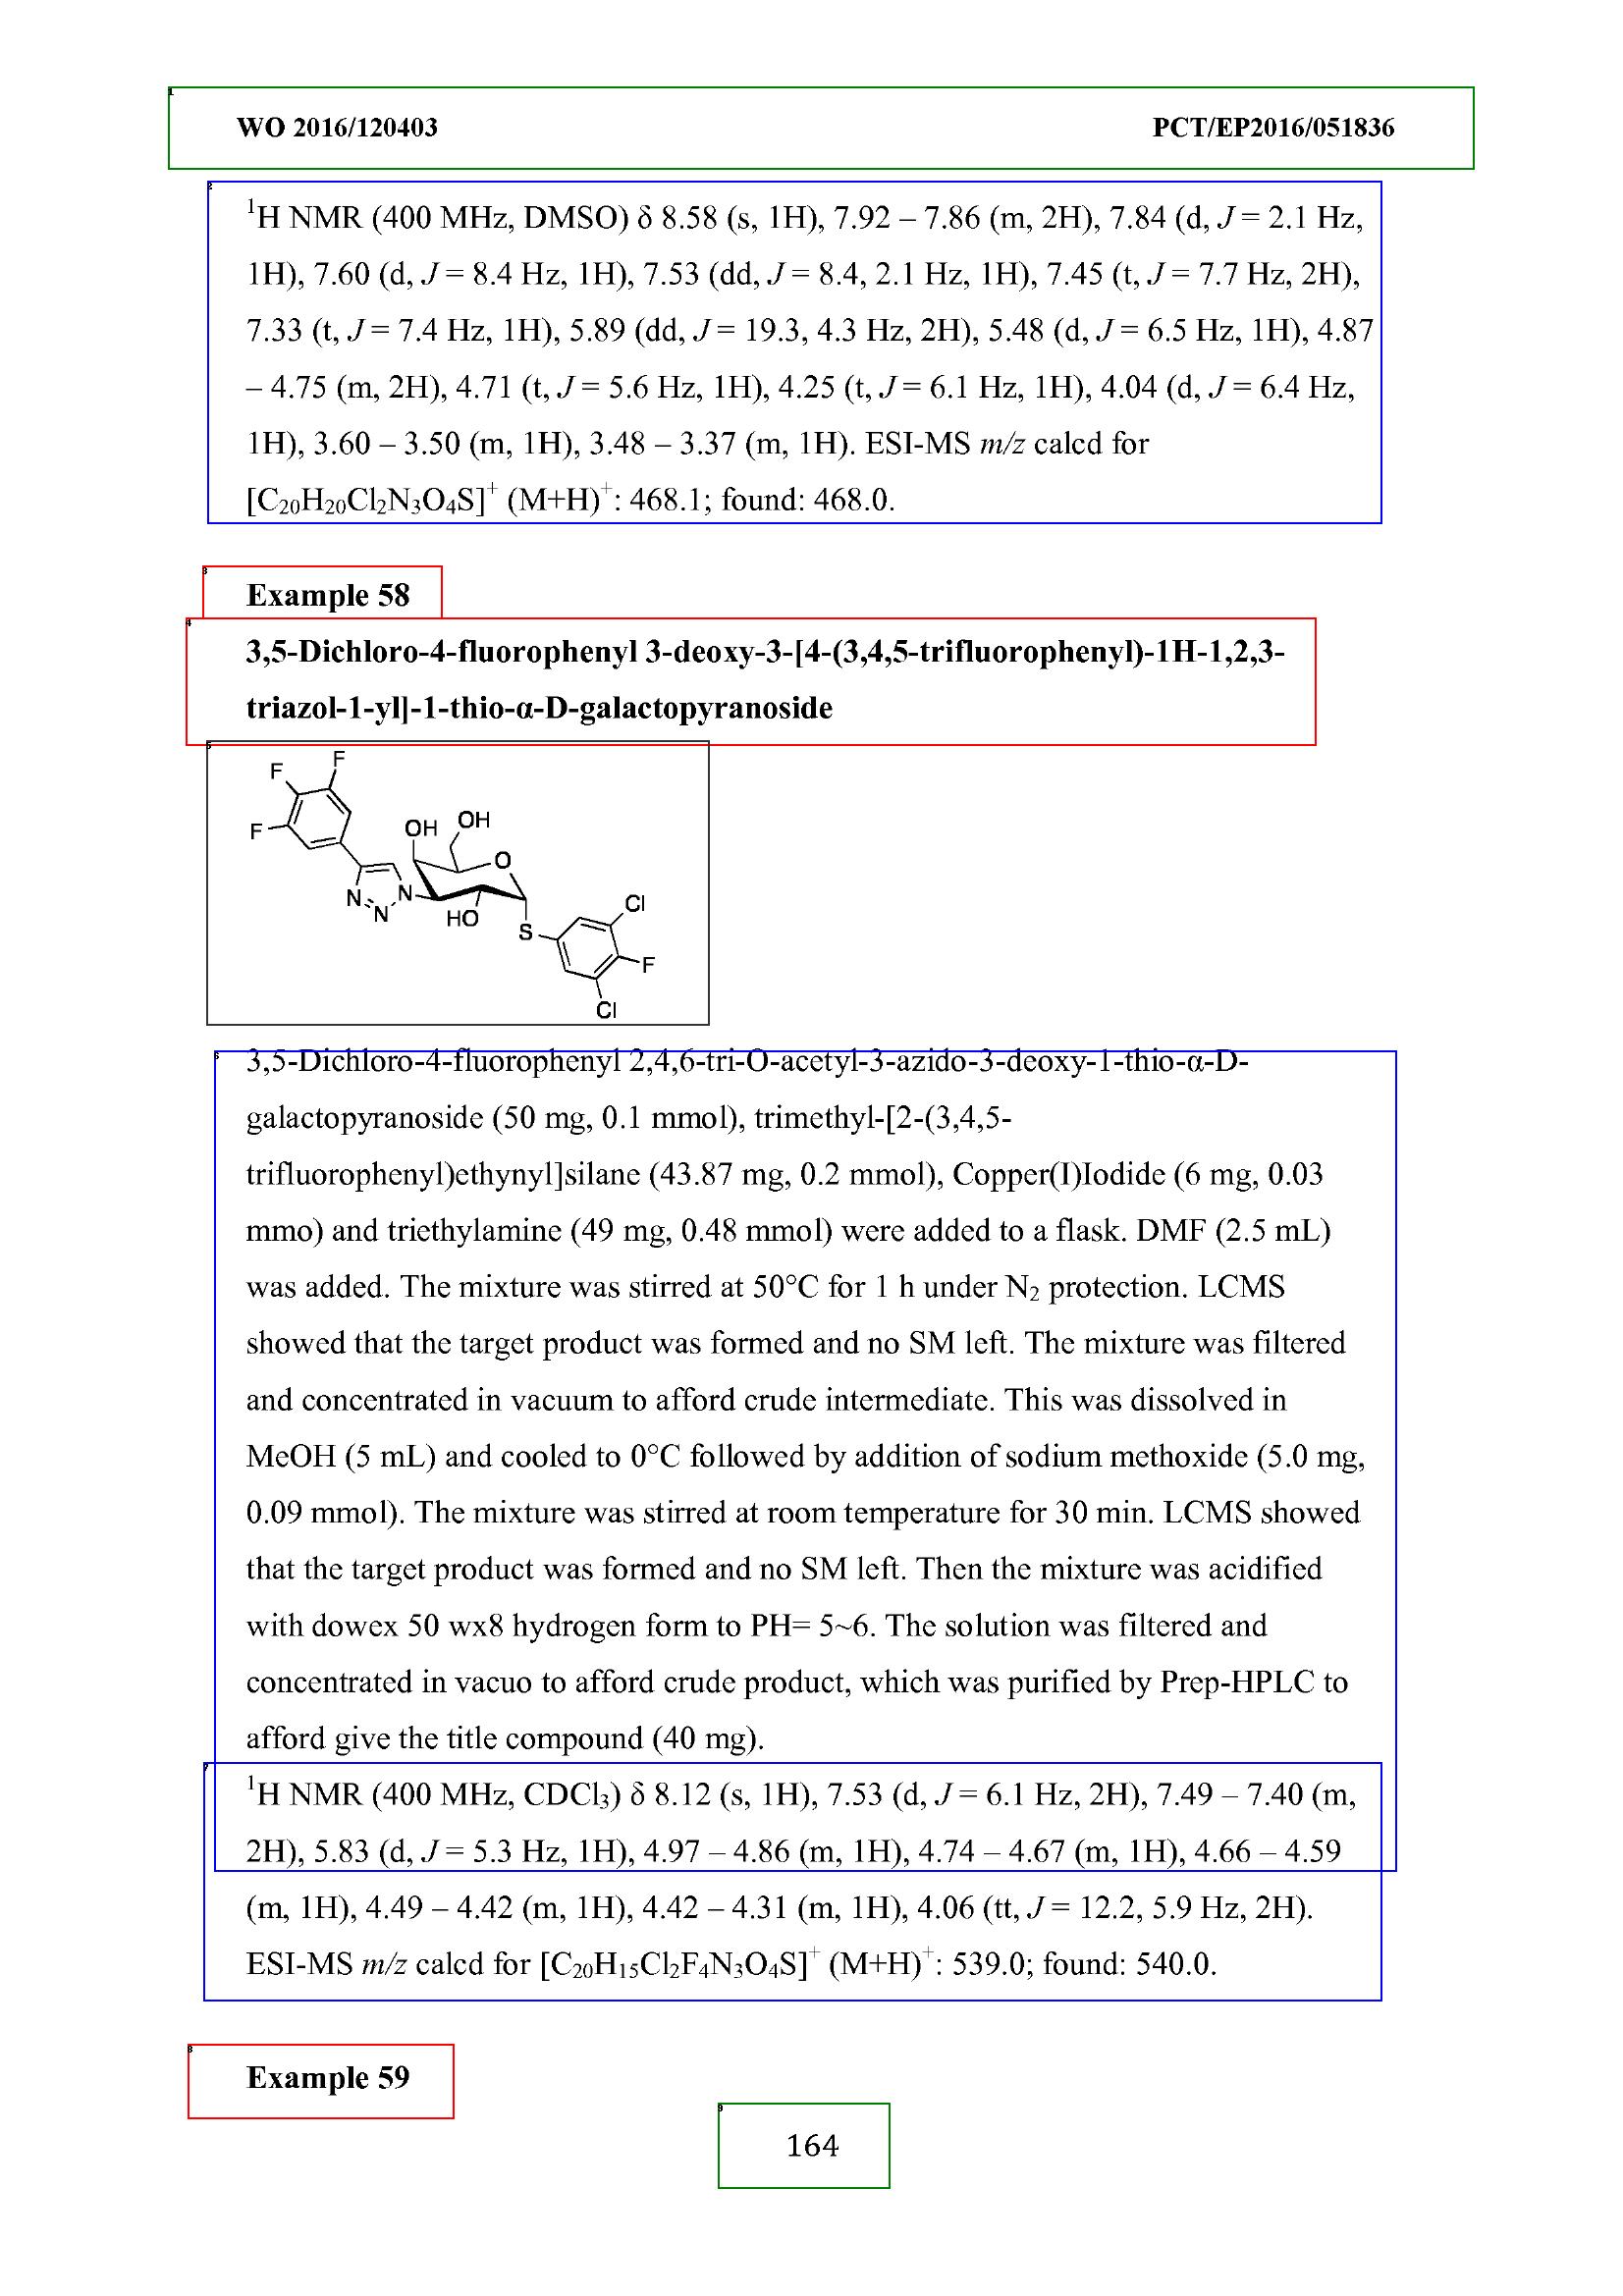 WO 2016/120403 PCT/EP2016/051836
¹H NMR (400 MHz, DMSO) δ 8.58 (s, 1H), 7.92 – 7.86 (m, 2H), 7.84 (d, J = 2.1 Hz,
1H), 7.60 (d, J = 8.4 Hz, 1H), 7.53 (dd, J = 8.4, 2.1 Hz, 1H), 7.45 (t, J = 7.7 Hz, 2H),
7.33 (t, J = 7.4 Hz, 1H), 5.89 (dd, J = 19.3, 4.3 Hz, 2H), 5.48 (d, J = 6.5 Hz, 1H), 4.87
– 4.75 (m, 2H), 4.71 (t, J = 5.6 Hz, 1H), 4.25 (t, J = 6.1 Hz, 1H), 4.04 (d, J = 6.4 Hz,
1H), 3.60 – 3.50 (m, 1H), 3.48 – 3.37 (m, 1H). ESI-MS m/z calcd for
[C₂₀H₂₀Cl₂N₃O₄S]⁺ (M+H)⁺: 468.1; found: 468.0.
Example 58
3,5-Dichloro-4-fluorophenyl 3-deoxy-3-[4-(3,4,5-trifluorophenyl)-1H-1,2,3-
triazol-1-yl]-1-thio-α-D-galactopyranoside
F
F
F
OH
OH
O
N
N
N
HO
S
Cl
F
Cl
3,5-Dichloro-4-fluorophenyl 2,4,6-tri-O-acetyl-3-azido-3-deoxy-1-thio-α-D-
galactopyranoside (50 mg, 0.1 mmol), trimethyl-[2-(3,4,5-
trifluorophenyl)ethynyl]silane (43.87 mg, 0.2 mmol), Copper(I)Iodide (6 mg, 0.03
mmo) and triethylamine (49 mg, 0.48 mmol) were added to a flask. DMF (2.5 mL)
was added. The mixture was stirred at 50°C for 1 h under N₂ protection. LCMS
showed that the target product was formed and no SM left. The mixture was filtered
and concentrated in vacuum to afford crude intermediate. This was dissolved in
MeOH (5 mL) and cooled to 0°C followed by addition of sodium methoxide (5.0 mg,
0.09 mmol). The mixture was stirred at room temperature for 30 min. LCMS showed
that the target product was formed and no SM left. Then the mixture was acidified
with dowex 50 wx8 hydrogen form to PH= 5~6. The solution was filtered and
concentrated in vacuo to afford crude product, which was purified by Prep-HPLC to
afford give the title compound (40 mg).
¹H NMR (400 MHz, CDCl₃) δ 8.12 (s, 1H), 7.53 (d, J = 6.1 Hz, 2H), 7.49 – 7.40 (m,
2H), 5.83 (d, J = 5.3 Hz, 1H), 4.97 – 4.86 (m, 1H), 4.74 – 4.67 (m, 1H), 4.66 – 4.59
(m, 1H), 4.49 – 4.42 (m, 1H), 4.42 – 4.31 (m, 1H), 4.06 (tt, J = 12.2, 5.9 Hz, 2H).
ESI-MS m/z calcd for [C₂₀H₁₅Cl₂F₄N₃O₄S]⁺ (M+H)⁺: 539.0; found: 540.0.
Example 59
164